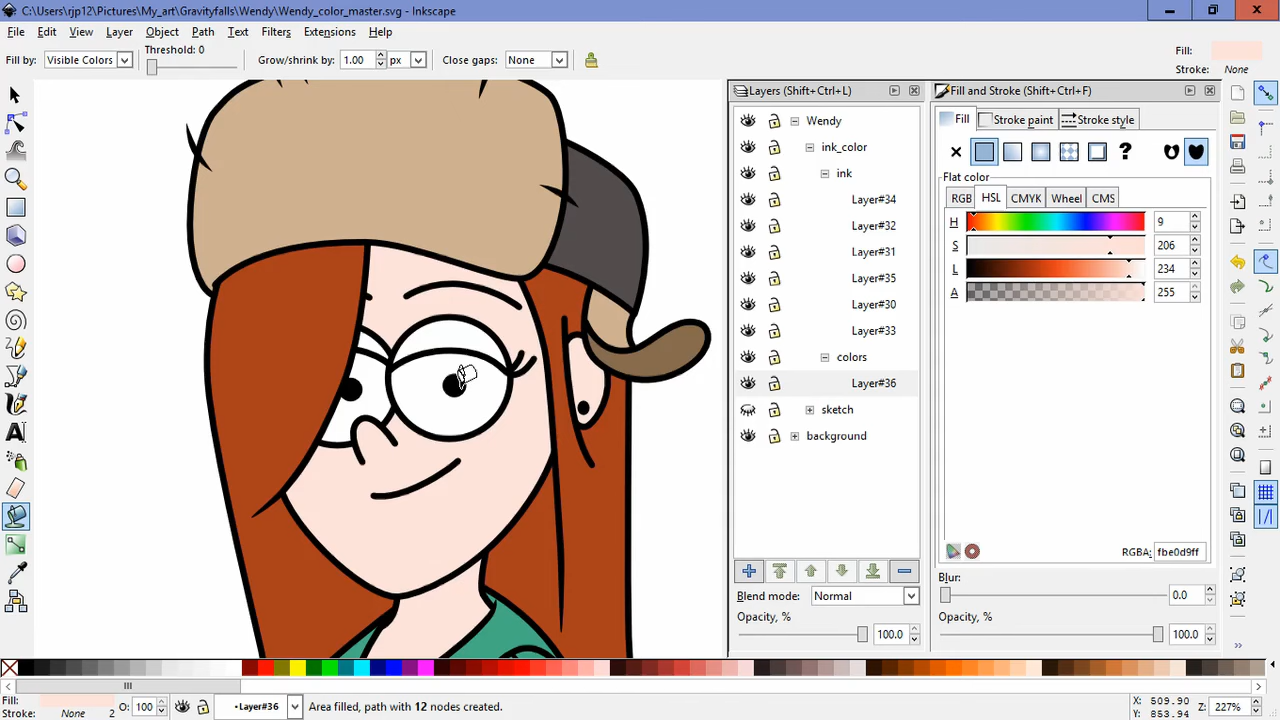 C:\Users\rjp12\Pictures\My_art\Gravityfalls\Wendy\Wendy_color_master.svg - Inkscape
File Edit View Layer Object Path Text Filters Extensions Help
Fill by: Visible Colors Threshold: 0 Grow/shrink by: 1.00 px Close gaps: None
Fill:
Stroke: None
Layers (Shift+Ctrl+L)
Wendy
ink_color
ink
Layer#34
Layer#32
Layer#31
Layer#35
Layer#30
Layer#33
colors
Layer#36
sketch
background
Blend mode: Normal
Opacity, %
100.0
Fill and Stroke (Shift+Ctrl+F)
Fill Stroke paint Stroke style
?
Flat color
RGB HSL CMYK Wheel CMS
H 9
S 206
L 234
A 255
RGBA: fbe0d9ff
Blur:
0.0
Opacity, %
100.0
Fill:
Stroke: None 2
O: 100
•Layer#36
Area filled, path with 12 nodes created.
X: 509.90
Y: 853.94
Z: 227%